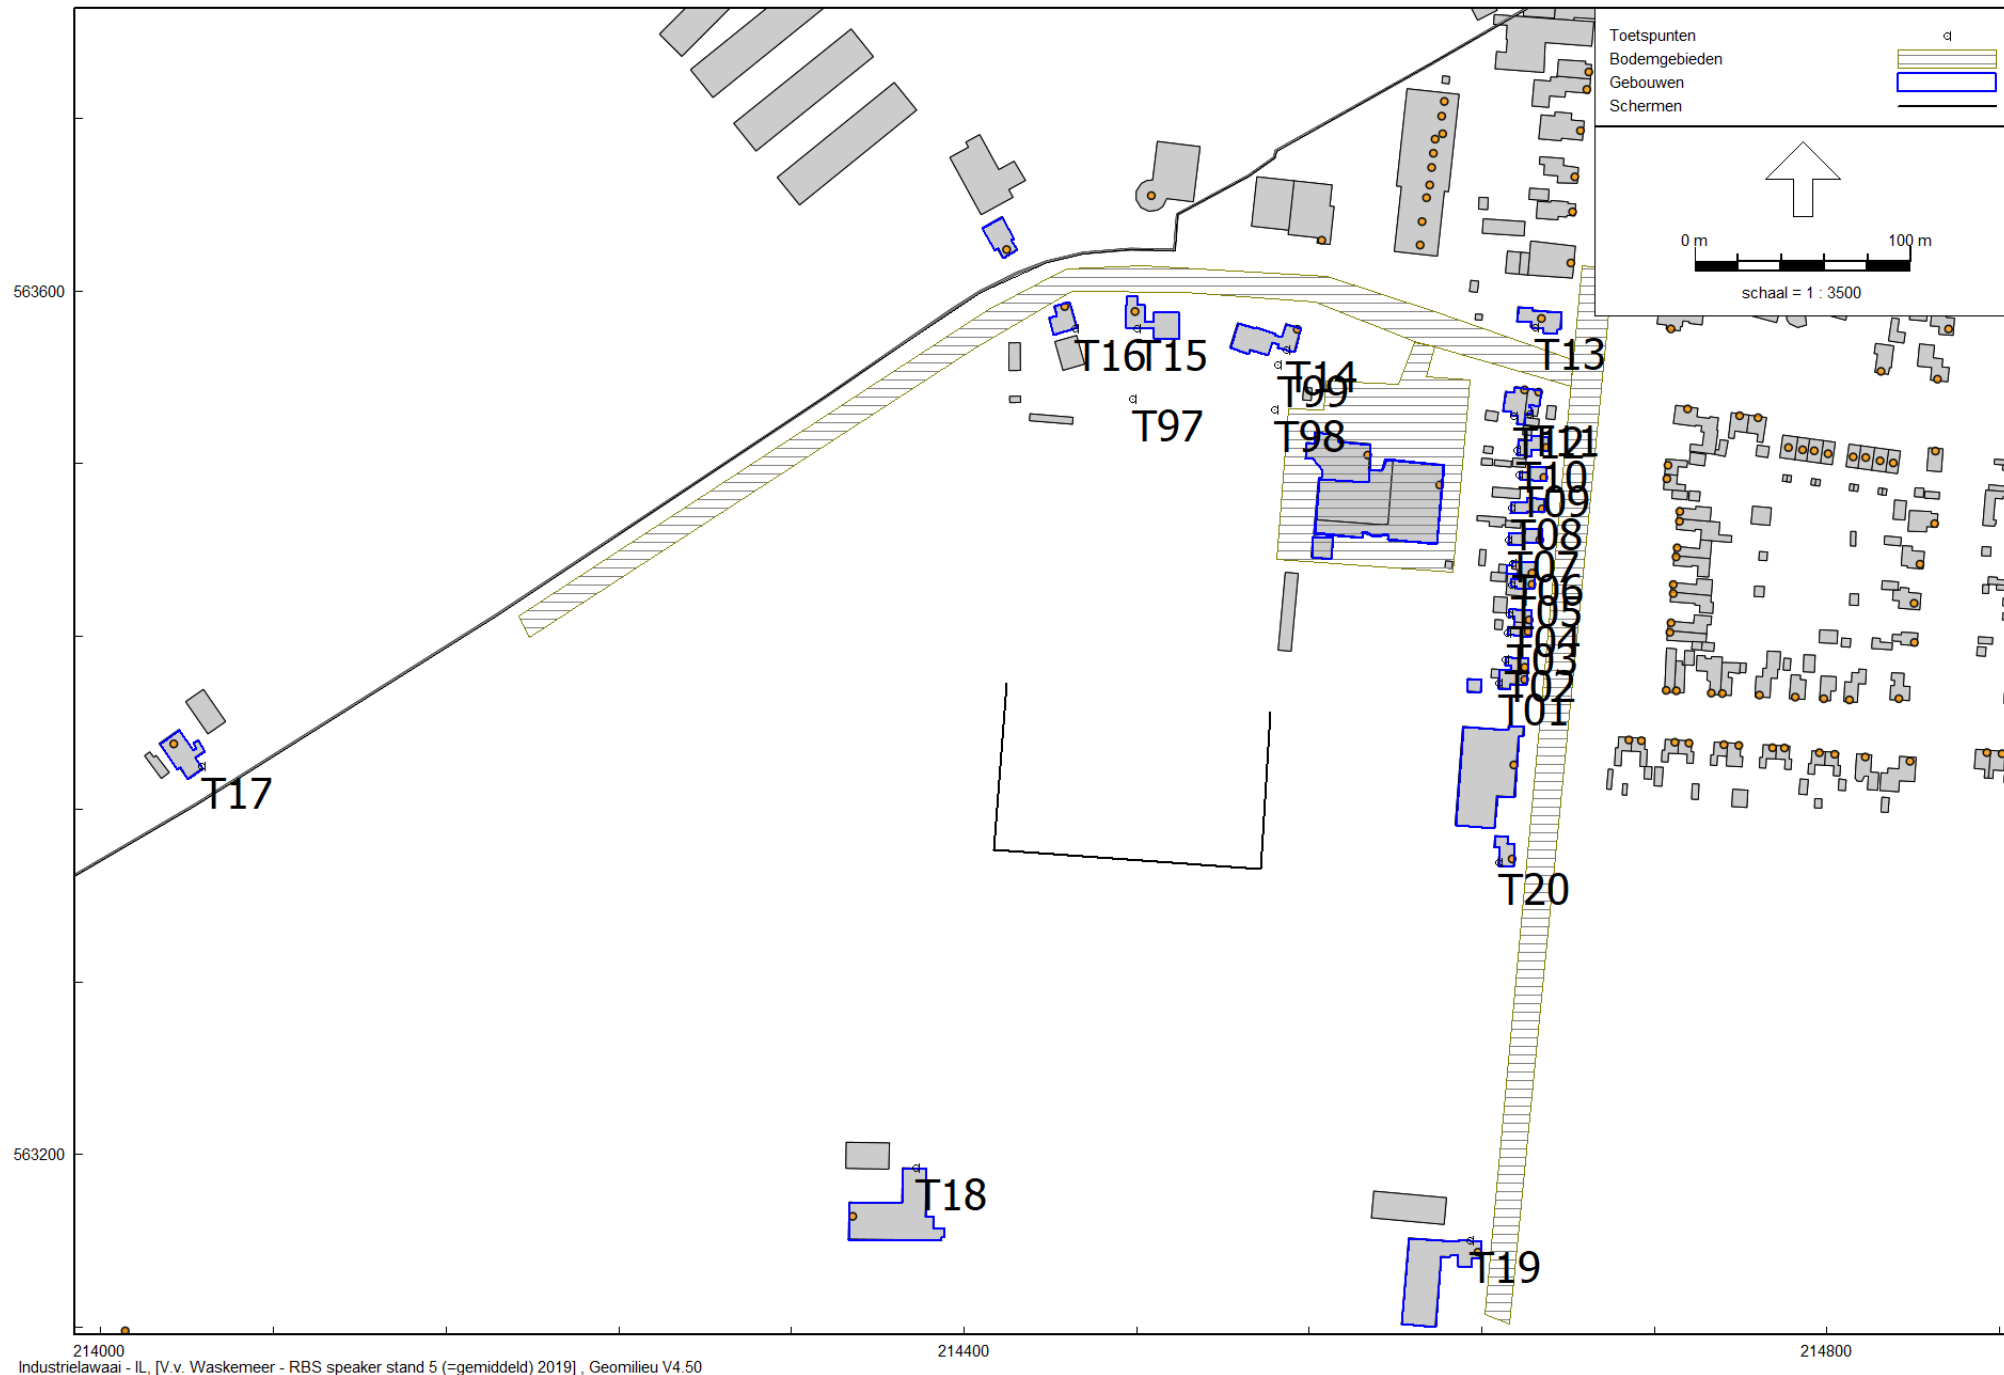 Toetspunten
Bodemgebieden
Gebouwen
Schermen
0 m 100 m
schaal = 1 : 3500
563600
T16
T15
T14
T13
T99
T97
T98
T12
T11
T10
T09
T08
T07
T06
T05
T04
T03
T02
T01
T17
T20
563200
T18
T19
214000 214400 214800
Industrielawaai - IL, [V.v. Waskemeer - RBS speaker stand 5 (=gemiddeld) 2019] , Geomilieu V4.50